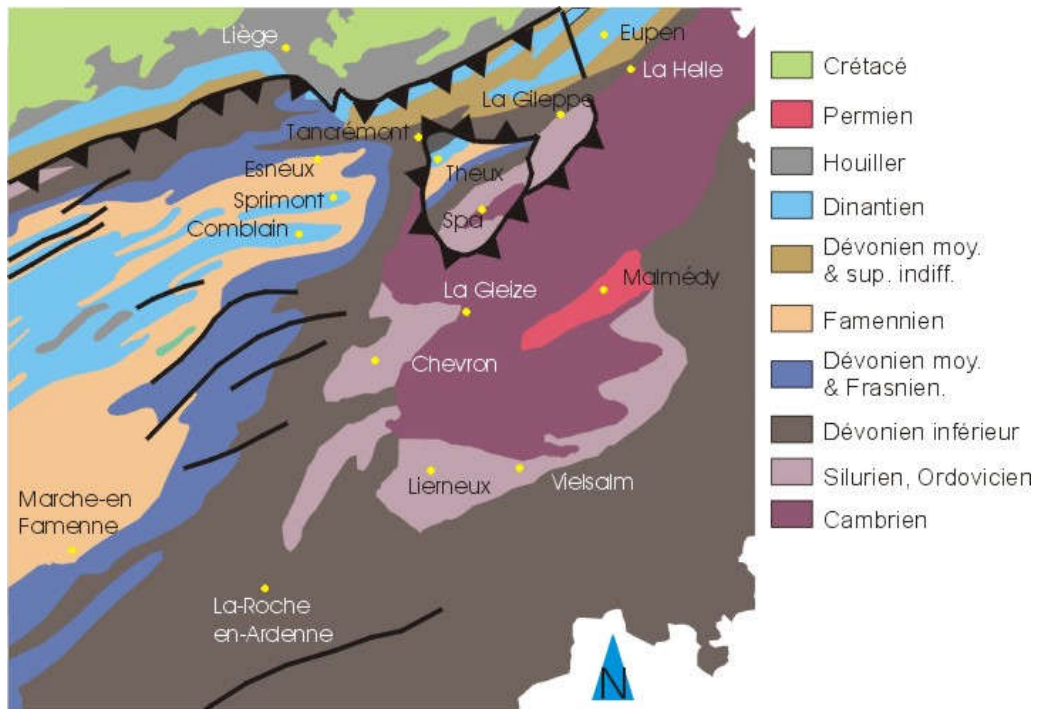 Liège
Eupen
La Helle
La Gileppe
Tancrémont
Esneux
Theux
Sprimont
Spa
Comblain
La Gleize
Malmédy
Chevron
Lierneux
Vielsalm
Marche-en
Famenne
La-Roche
en-Ardenne
N
Crétacé
Permien
Houiller
Dinantien
Dévonien moy.
& sup. indiff.
Famennien
Dévonien moy.
& Frasnien.
Dévonien inférieur
Silurien, Ordovicien
Cambrien